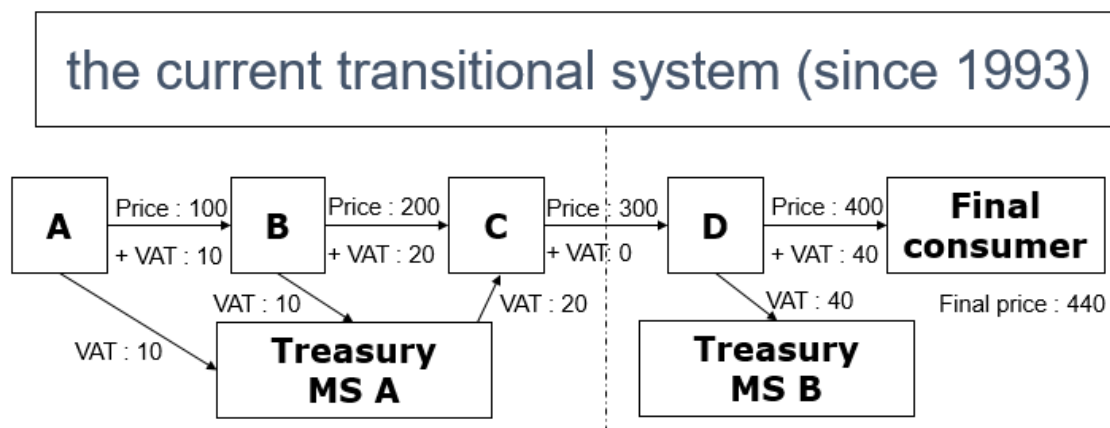 the current transitional system (since 1993)
A
Price : 100
+ VAT : 10
B
Price : 200
+ VAT : 20
C
Price : 300
+ VAT: 0
D
Price : 400
+ VAT : 40
Final
consumer
VAT : 10
VAT : 10
VAT : 20
VAT : 40
Final price : 440
Treasury
MS A
Treasury
MS B